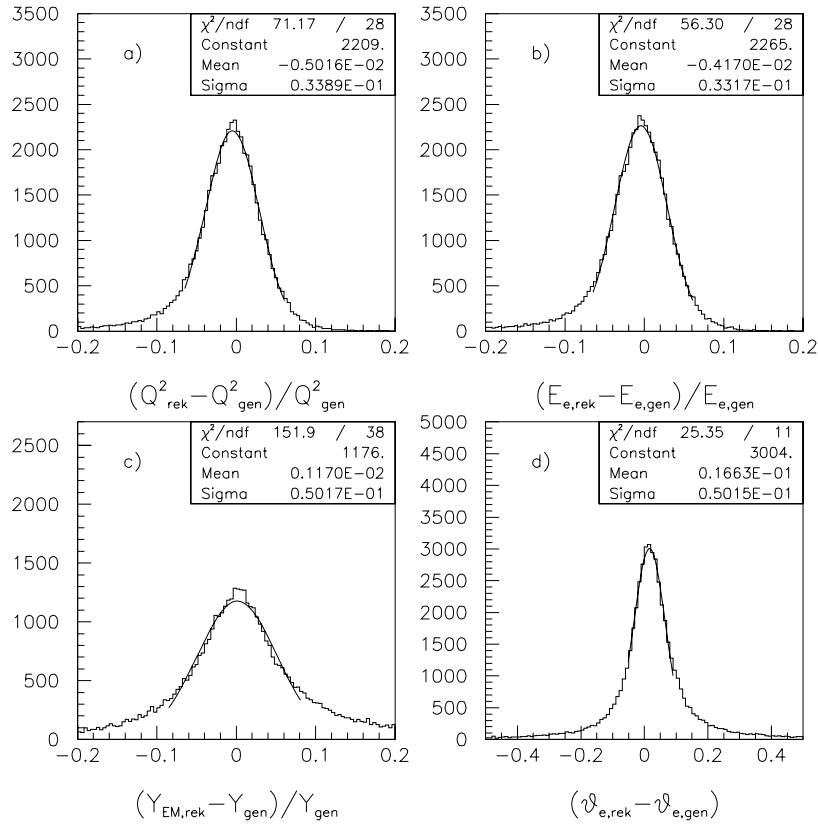 a)
χ²/ndf 71.17 / 28
Constant 2209.
Mean −0.5016E−02
Sigma 0.3389E−01
3500
3000
2500
2000
1500
1000
500
0
−0.2 −0.1 0 0.1 0.2
(Q²rek−Q²gen)/Q²gen
b)
χ²/ndf 56.30 / 28
Constant 2265.
Mean −0.4170E−02
Sigma 0.3317E−01
3500
3000
2500
2000
1500
1000
500
0
−0.2 −0.1 0 0.1 0.2
(Ee,rek−Ee,gen)/Ee,gen
c)
χ²/ndf 151.9 / 38
Constant 1176.
Mean 0.1170E−02
Sigma 0.5017E−01
2500
2000
1500
1000
500
0
−0.2 −0.1 0 0.1 0.2
(YEM,rek−Ygen)/Ygen
d)
χ²/ndf 25.35 / 11
Constant 3004.
Mean 0.1663E−01
Sigma 0.5015E−01
5000
4500
4000
3500
3000
2500
2000
1500
1000
500
0
−0.4 −0.2 0 0.2 0.4
(ϑe,rek−ϑe,gen)